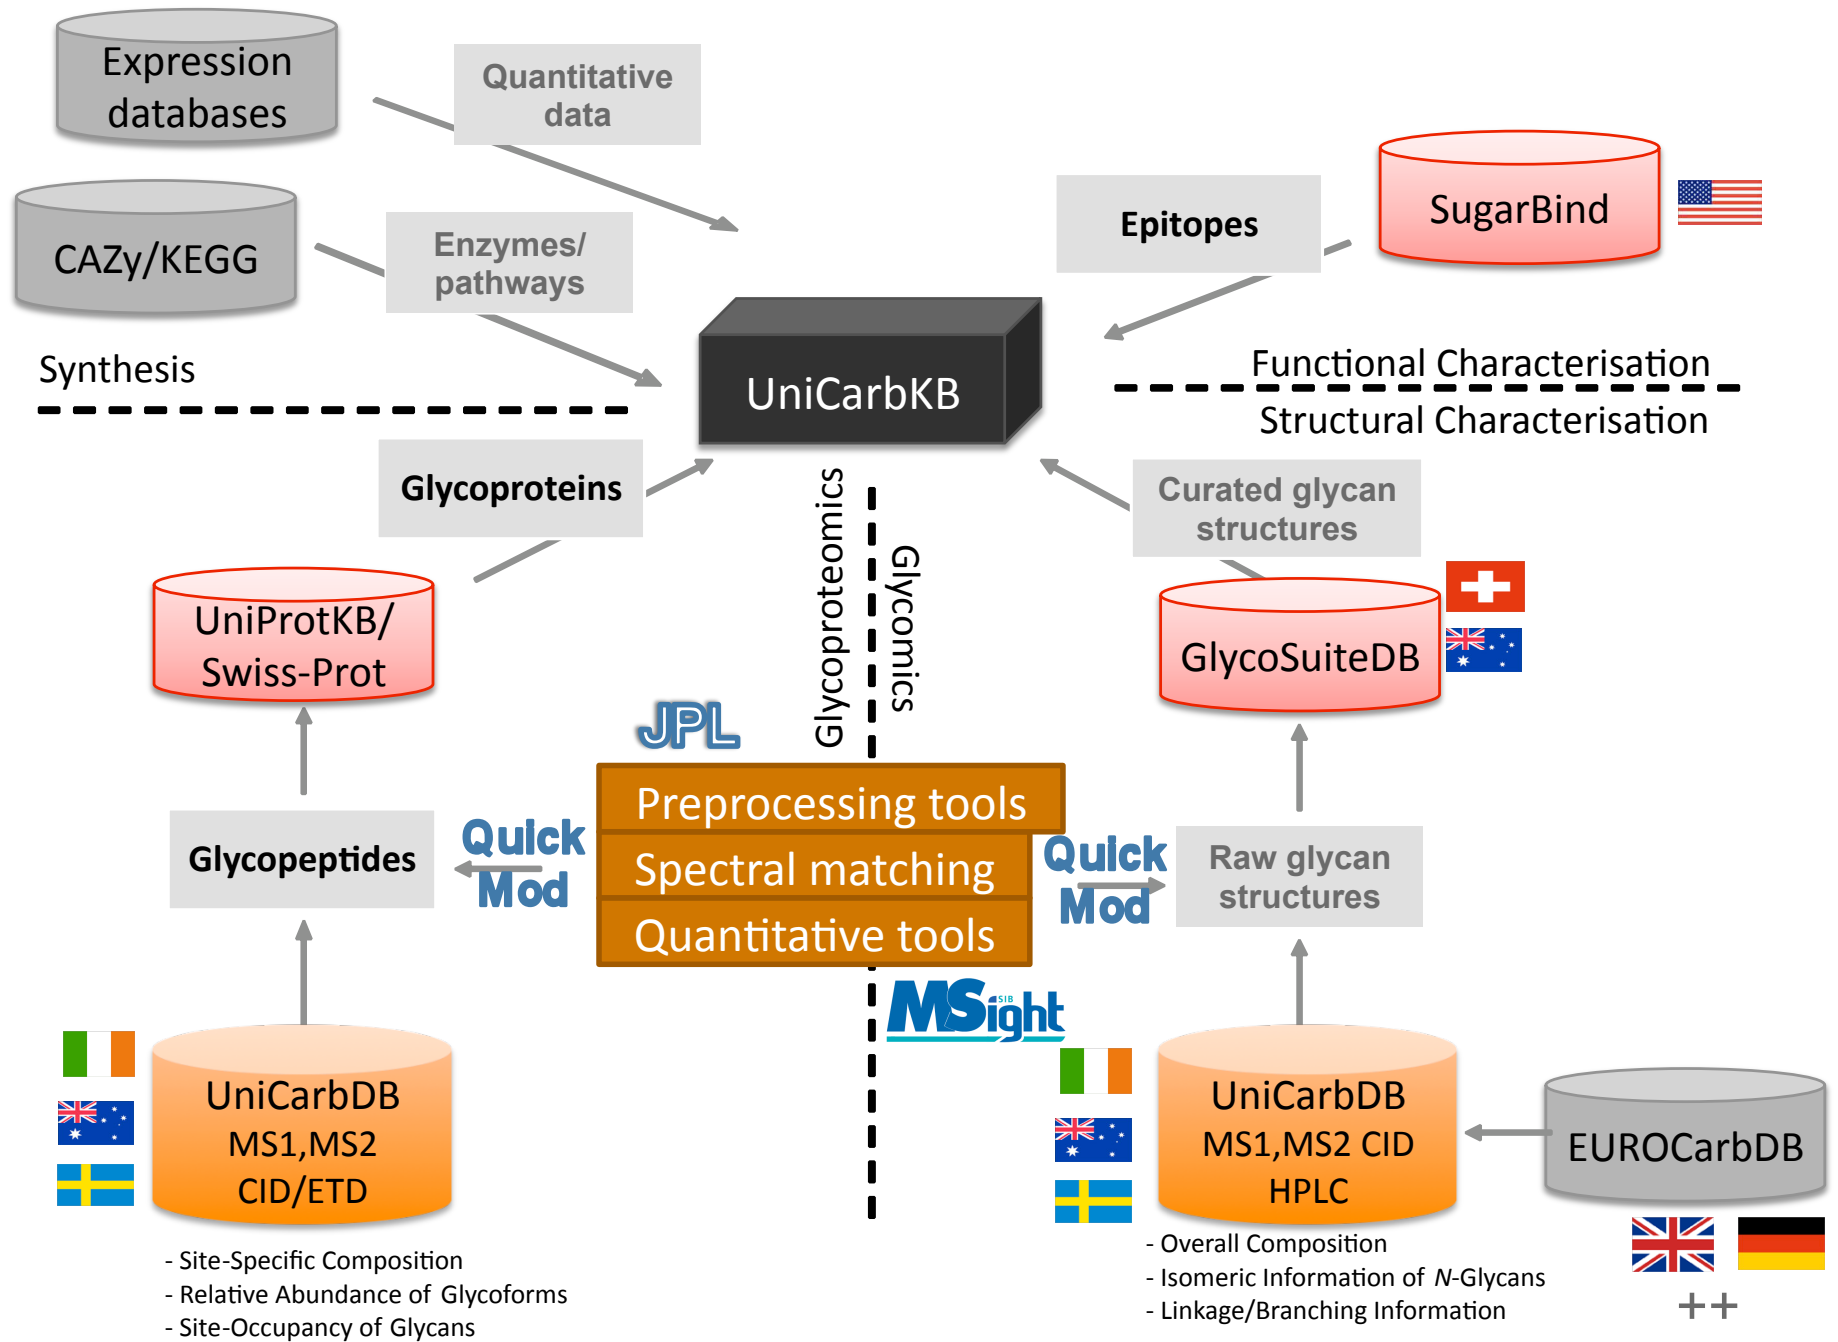 Expression
databases
Quantitative
data
CAZy/KEGG
Enzymes/
pathways
Epitopes
SugarBind
Synthesis
UniCarbKB
Functional Characterisation
Structural Characterisation
Glycoproteins
Curated glycan
structures
Glycoproteomics
Glycomics
UniProtKB/
Swiss-Prot
GlycoSuiteDB
JPL
Preprocessing tools
Spectral matching
Quantitative tools
Glycopeptides
Quick
Mod
Quick
Mod
Raw glycan
structures
SIB
MSight
UniCarbDB
MS1,MS2
CID/ETD
UniCarbDB
MS1,MS2 CID
HPLC
EUROCarbDB
- Site-Specific Composition
- Relative Abundance of Glycoforms
- Site-Occupancy of Glycans
- Overall Composition
- Isomeric Information of N-Glycans
- Linkage/Branching Information
++